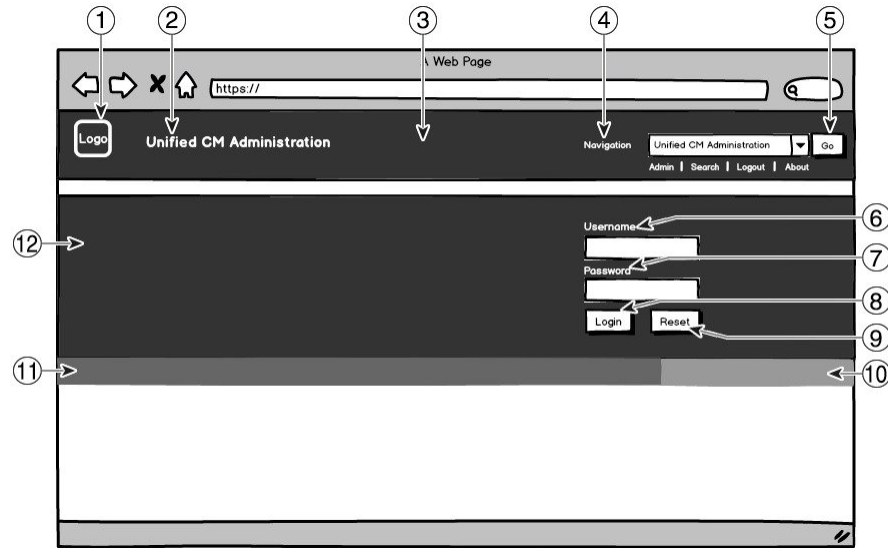 1 2 3 4 5
A Web Page
https://
Logo
Unified CM Administration
Navigation
Unified CM Administration
Go
Admin | Search | Logout | About
6
Username
12
7
Password
8
Login Reset
9
11
10